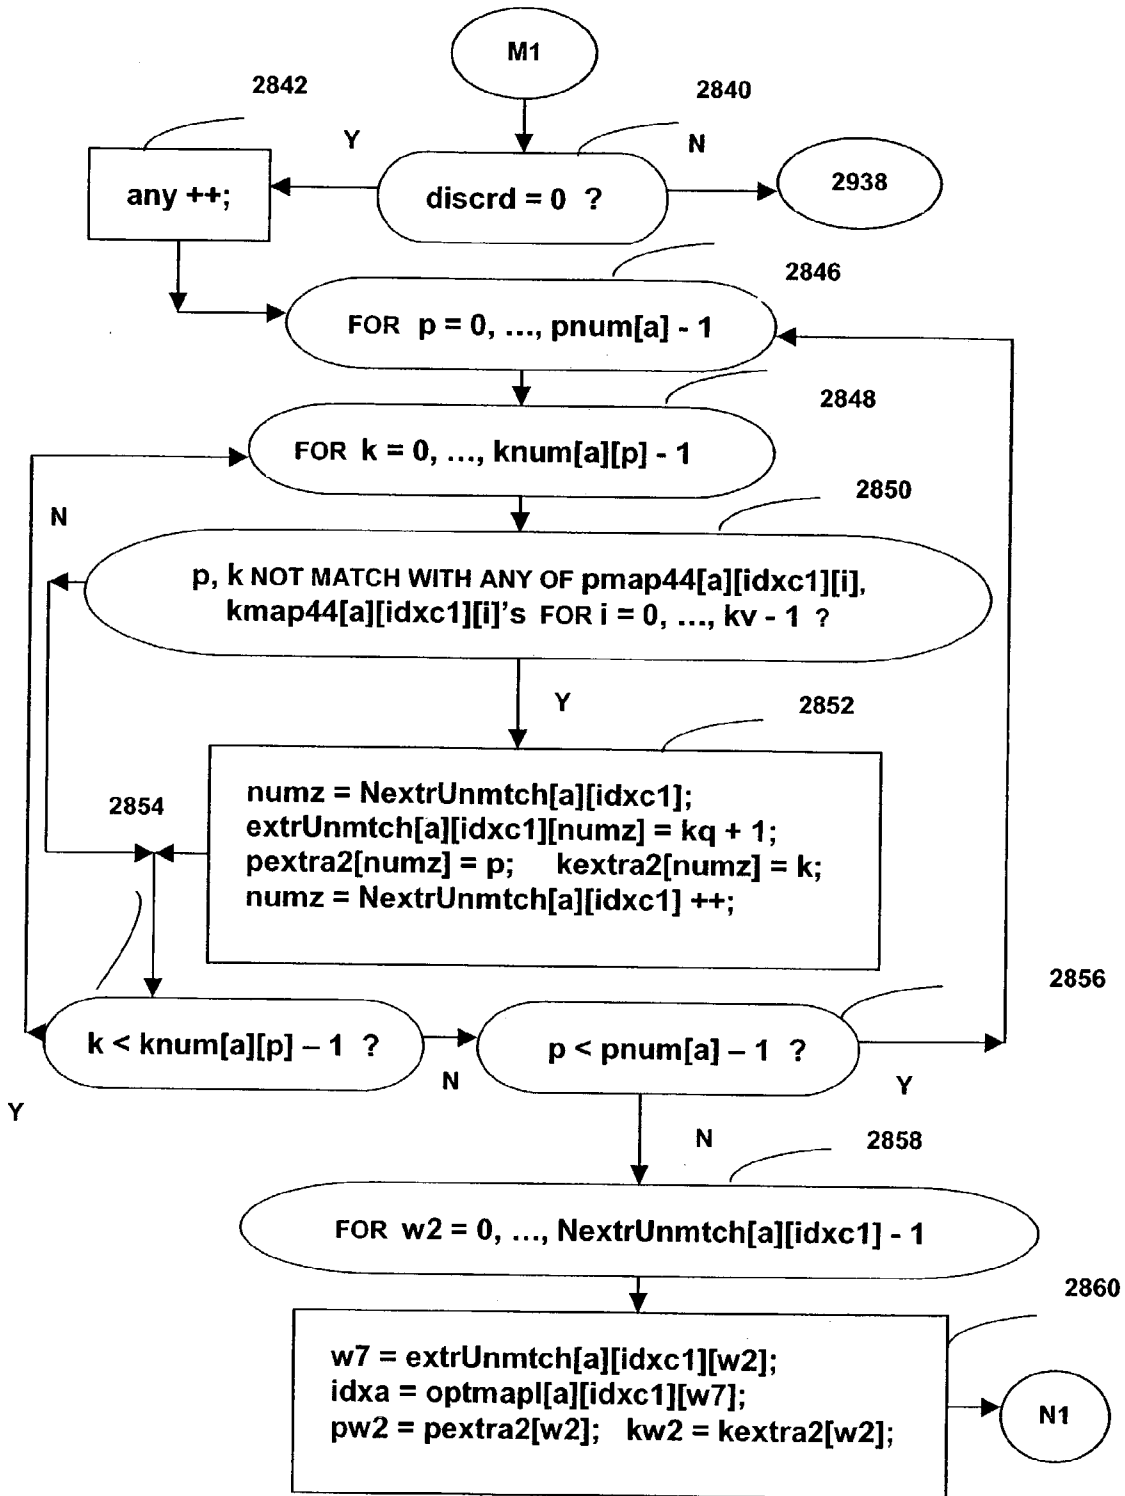 M1
2842
2840
Y
N
any ++;
discrd = 0 ?
2938
2846
FOR p = 0, ..., pnum[a] - 1
2848
FOR k = 0, ..., knum[a][p] - 1
2850
N
p, k NOT MATCH WITH ANY OF pmap44[a][idxc1][i],
kmap44[a][idxc1][i]'s FOR i = 0, ..., kv - 1 ?
Y
2852
numz = NextrUnmtch[a][idxc1];
extrUnmtch[a][idxc1][numz] = kq + 1;
pextra2[numz] = p; kextra2[numz] = k;
numz = NextrUnmtch[a][idxc1] ++;
2854
2856
k < knum[a][p] – 1 ?
p < pnum[a] – 1 ?
N
Y
Y
N
2858
FOR w2 = 0, ..., NextrUnmtch[a][idxc1] - 1
2860
w7 = extrUnmtch[a][idxc1][w2];
idxa = optmapl[a][idxc1][w7];
pw2 = pextra2[w2]; kw2 = kextra2[w2];
N1